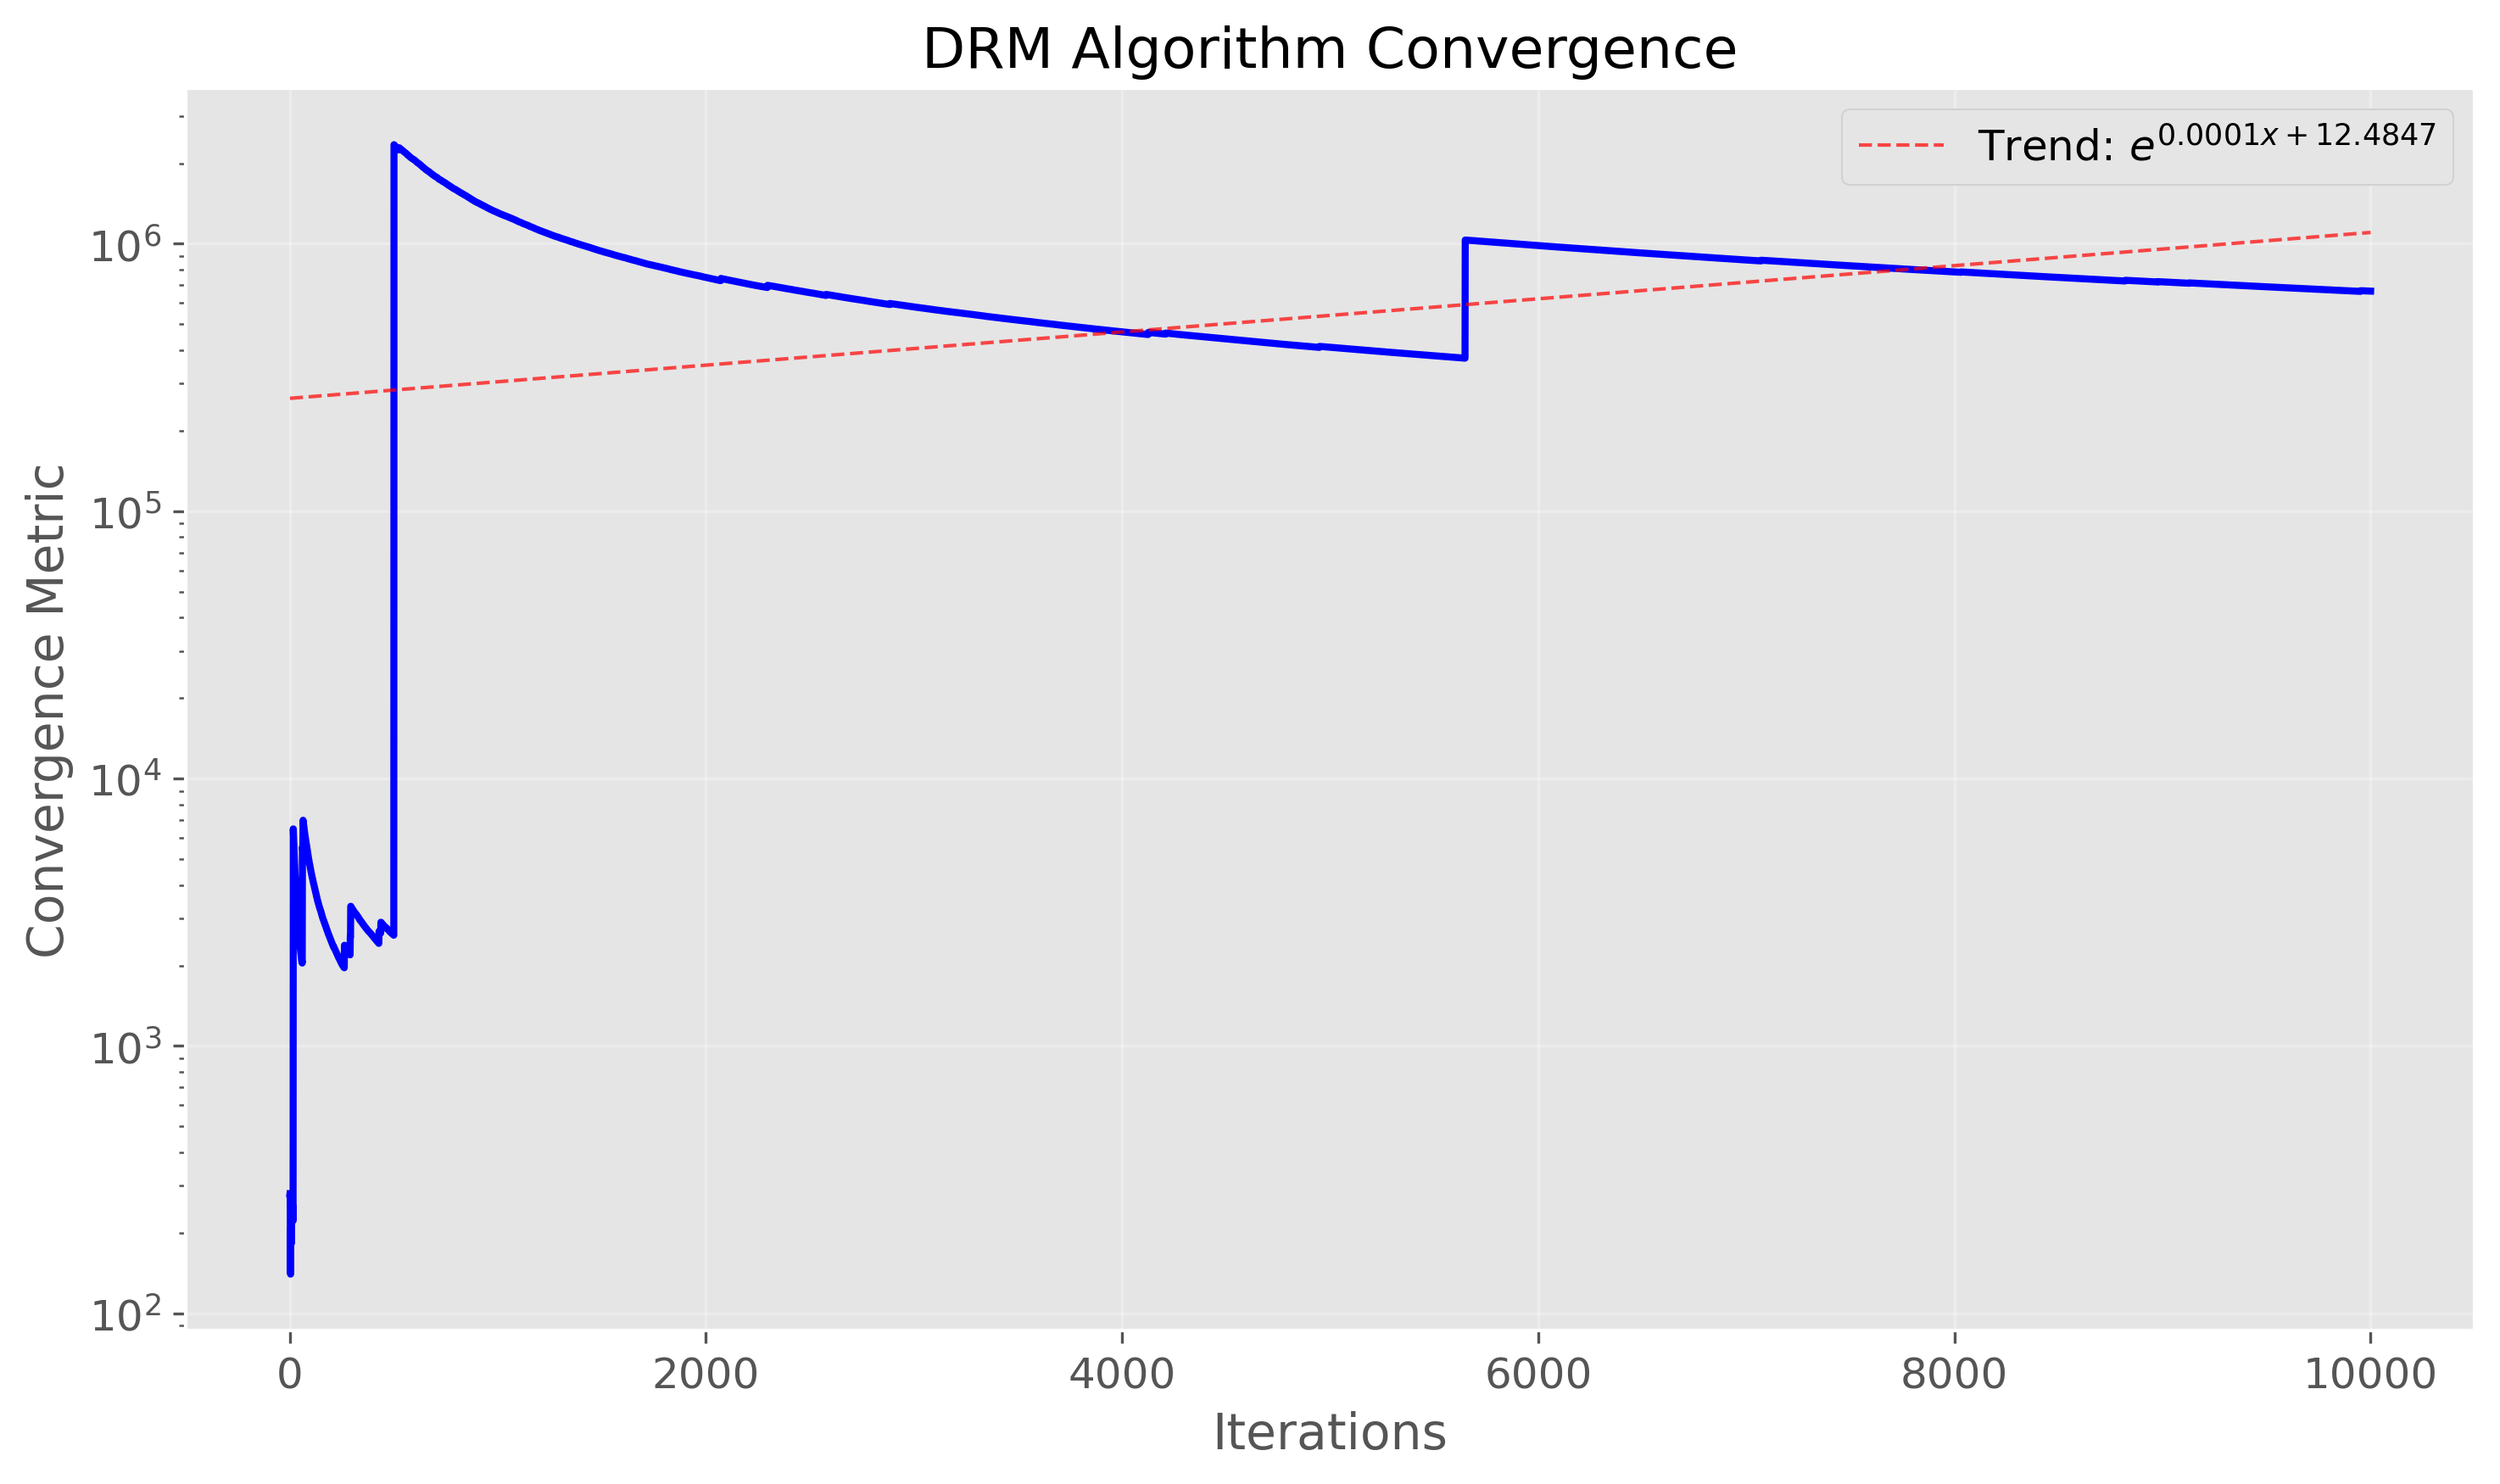 DRM Algorithm Convergence
Trend: e^0.0001x + 12.4847
Convergence Metric
10^6
10^5
10^4
10^3
10^2
0 2000 4000 6000 8000 10000
Iterations